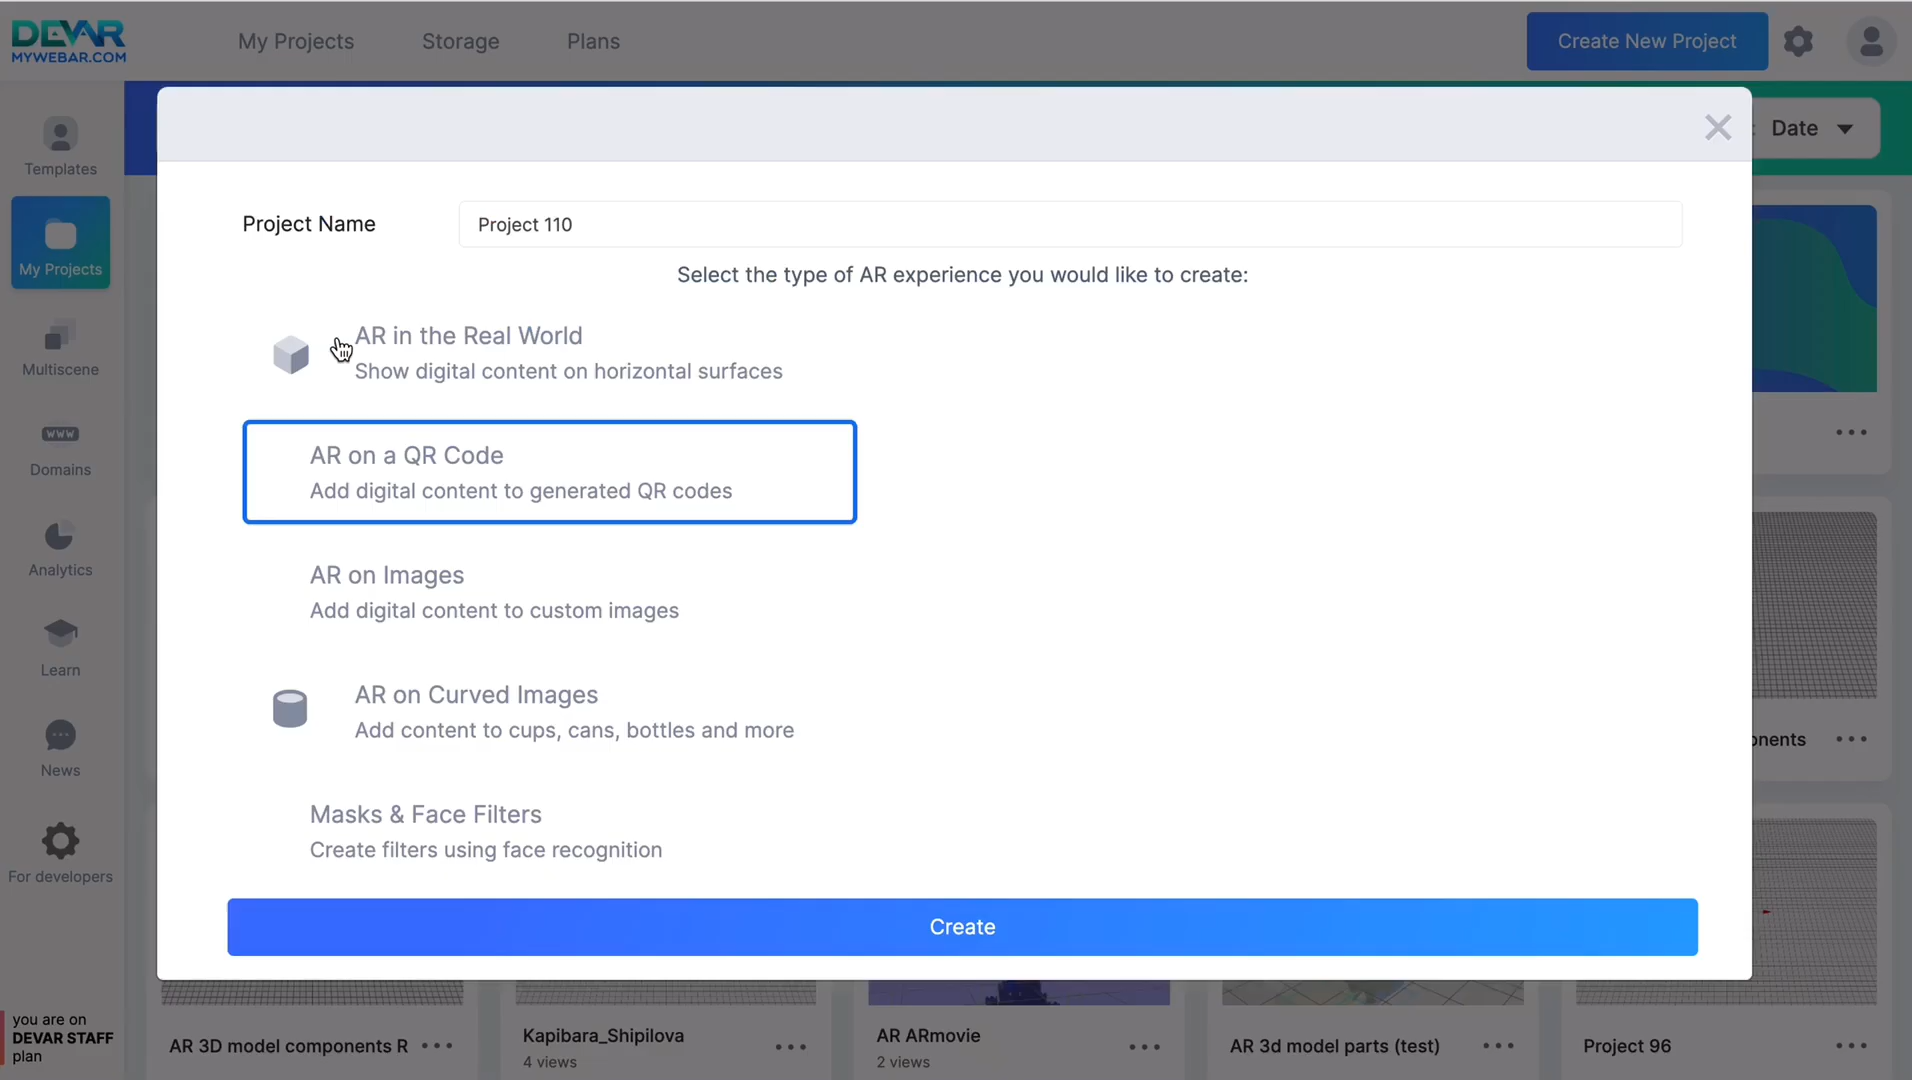 DEVAR
MYWEBAR.COM
My Projects
Storage
Plans
Create New Project
Date
Templates
My Projects
Multiscene
www
Domains
Analytics
Learn
News
For developers
you are on
DEVAR STAFF
plan
Project Name
Project 110
Select the type of AR experience you would like to create:
AR in the Real World
Show digital content on horizontal surfaces
AR on a QR Code
Add digital content to generated QR codes
AR on Images
Add digital content to custom images
AR on Curved Images
Add content to cups, cans, bottles and more
Masks & Face Filters
Create filters using face recognition
Create
AR 3D model components R
Kapibara_Shipilova
4 views
AR ARmovie
2 views
AR 3d model parts (test)
Project 96